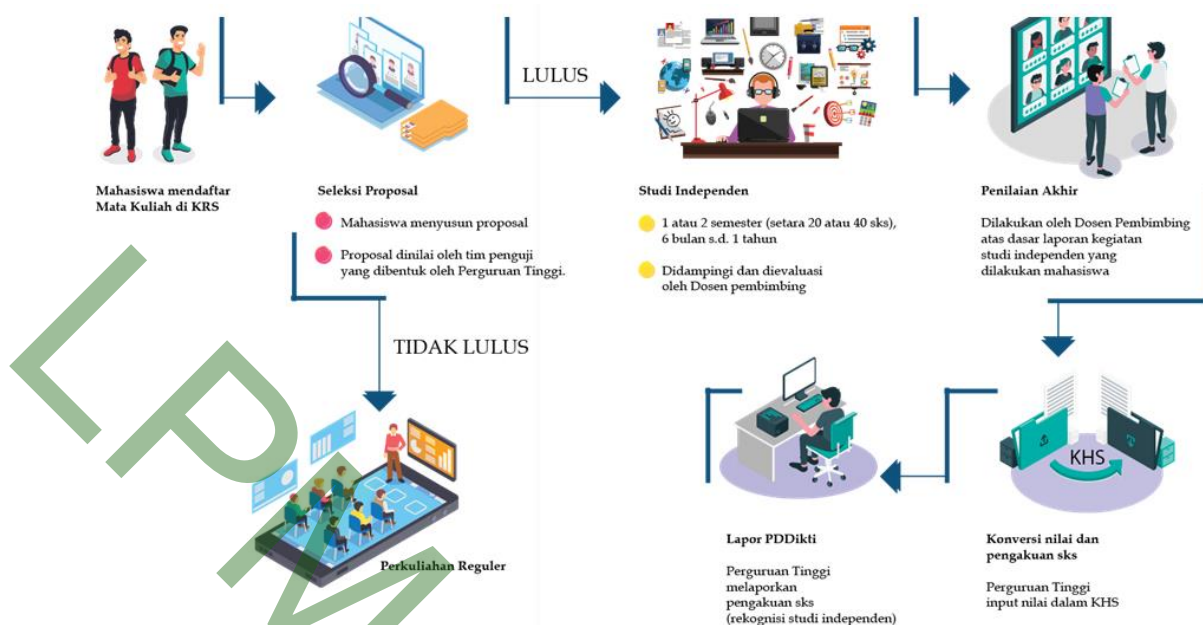 LULUS
Mahasiswa mendaftar
Mata Kuliah di KRS
Seleksi Proposal
Mahasiswa menyusun proposal
Proposal dinilai oleh tim penguji
yang dibentuk oleh Perguruan Tinggi.
Studi Independen
1 atau 2 semester (setara 20 atau 40 sks),
6 bulan s.d. 1 tahun
Didampingi dan dievaluasi
oleh Dosen pembimbing
Penilaian Akhir
Dilakukan oleh Dosen Pembimbing
atas dasar laporan kegiatan
studi independen yang
dilakukan mahasiswa
TIDAK LULUS
Perkuliahan Reguler
KHS
Konversi nilai dan
pengakuan sks
Perguruan Tinggi
input nilai dalam KHS
Lapor PDDikti
Perguruan Tinggi
melaporkan
pengakuan sks
(rekognisi studi independen)
LPM